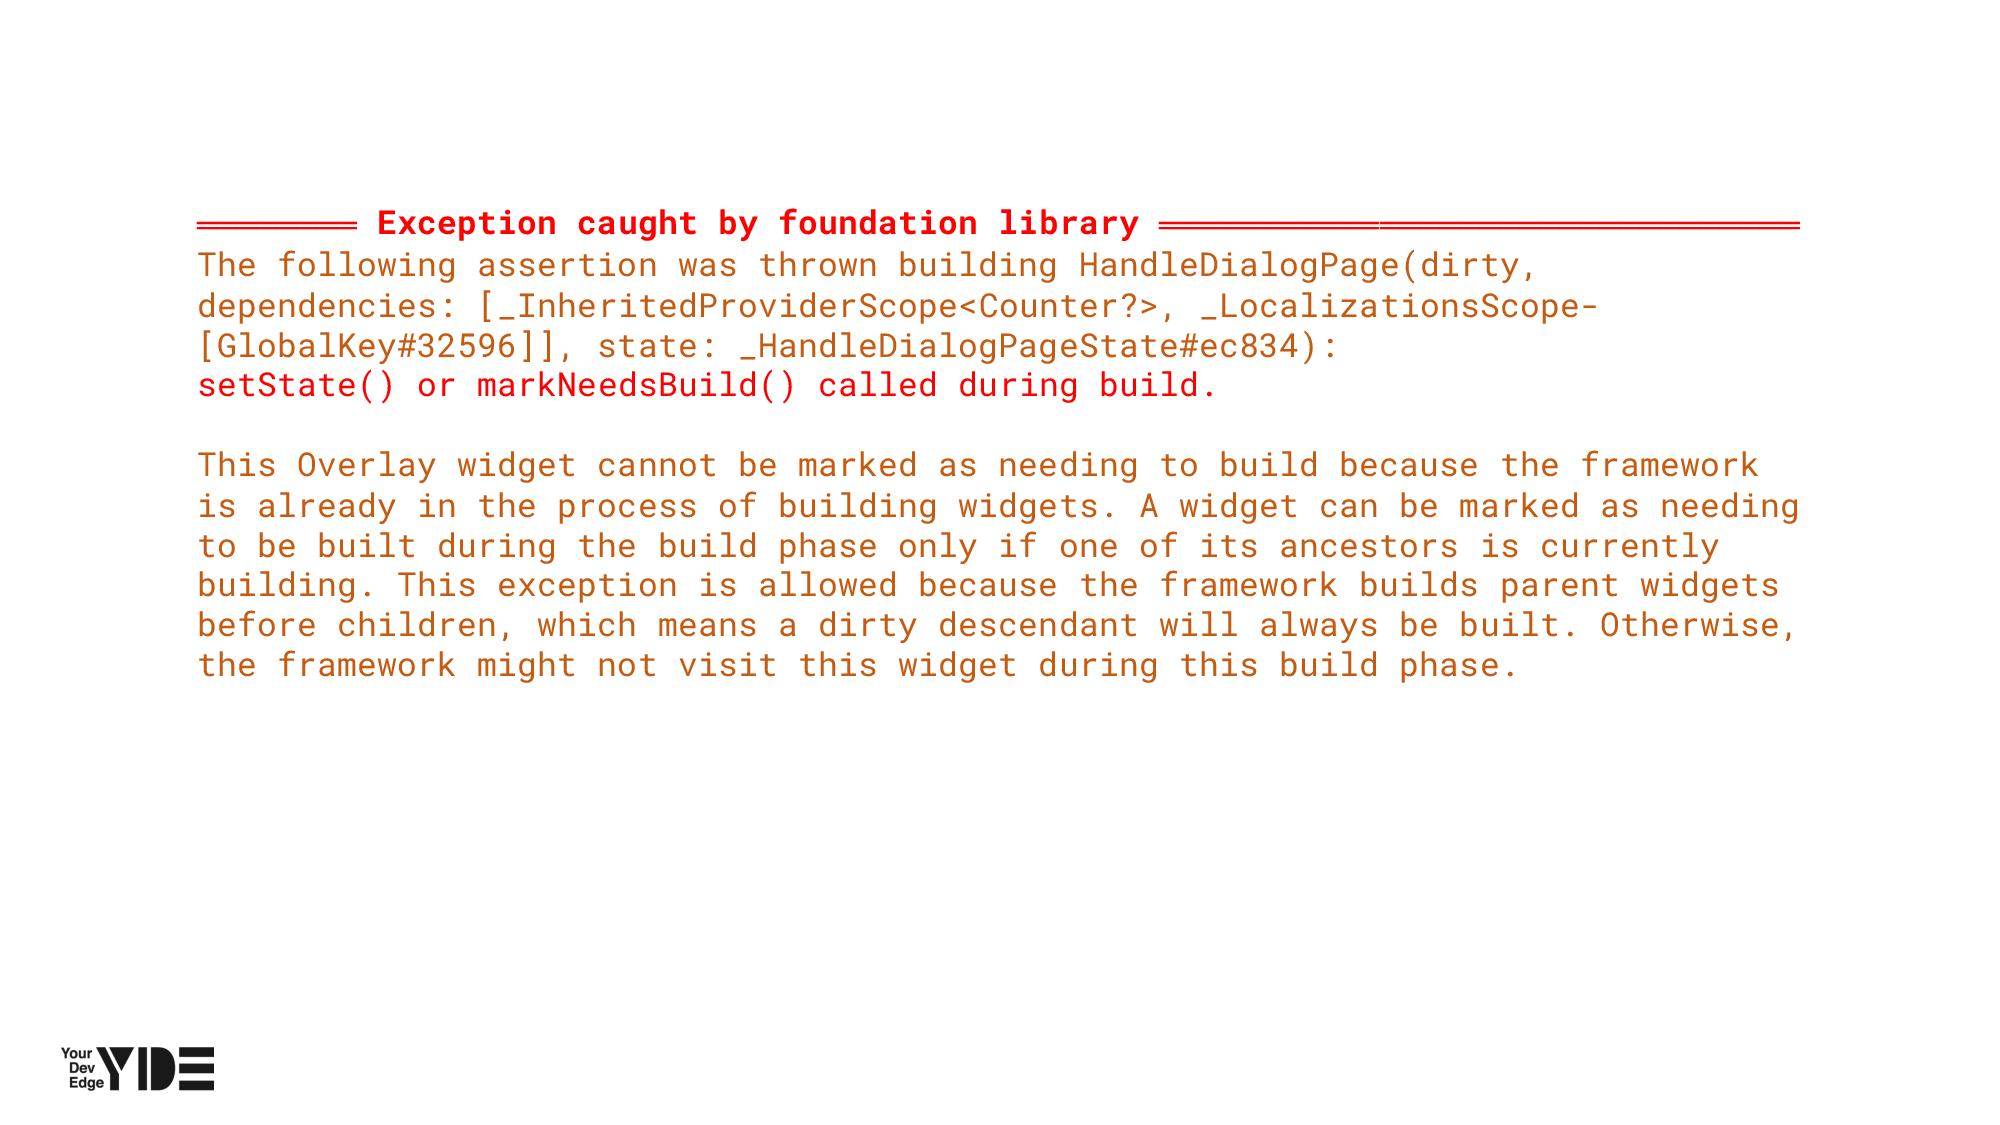 ════════ Exception caught by foundation library ════════════════════════════════
The following assertion was thrown building HandleDialogPage(dirty,
dependencies: [_InheritedProviderScope<Counter?>, _LocalizationsScope-
[GlobalKey#32596]], state: _HandleDialogPageState#ec834):
setState() or markNeedsBuild() called during build.

This Overlay widget cannot be marked as needing to build because the framework
is already in the process of building widgets. A widget can be marked as needing
to be built during the build phase only if one of its ancestors is currently
building. This exception is allowed because the framework builds parent widgets
before children, which means a dirty descendant will always be built. Otherwise,
the framework might not visit this widget during this build phase.
Your
Dev
Edge
YDE